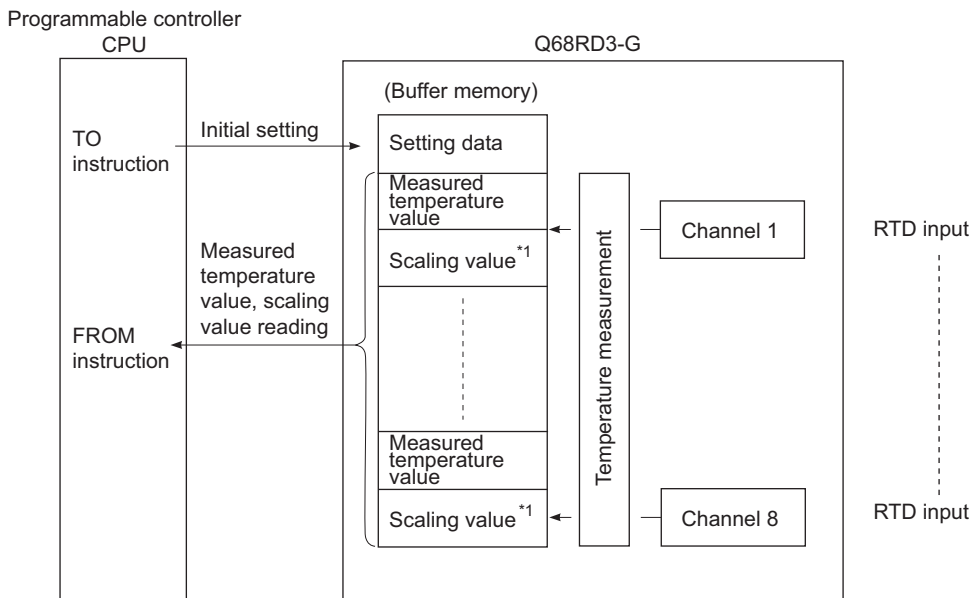 Programmable controller
CPU
Q68RD3-G
(Buffer memory)
TO
instruction
Initial setting
Setting data
Measured
temperature
value
Scaling value*1
Channel 1
RTD input
Measured
temperature
value, scaling
value reading
FROM
instruction
Temperature measurement
Measured
temperature
value
Scaling value*1
Channel 8
RTD input